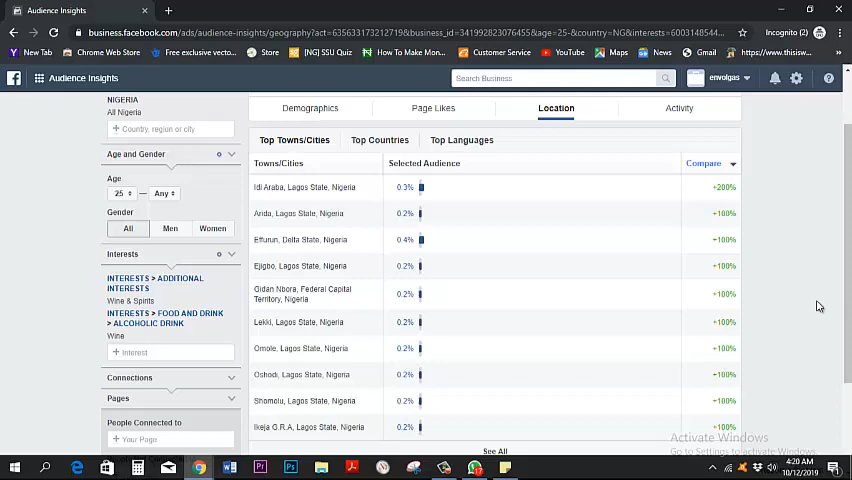 Audience Insights
business.facebook.com/ads/audience-insights/geography?act=636563173212719&business_id=341992823076455&age=25-&country=NG&interests=6003148544...
Incognito (2)
New Tab
Chrome Web Store
Free exclusive vecto...
Store
[NG] SSU Quiz
How To Make Mon...
Customer Service
YouTube
Maps
News
Gmail
https://www.thisisw...
Audience Insights
Search Business
envolgas
NIGERIA
All Nigeria
Country, region or city
Age and Gender
Age
25 — Any
Gender
All Men Women
Interests
INTERESTS > ADDITIONAL
INTERESTS
Wine & Spirits
INTERESTS > FOOD AND DRINK
> ALCOHOLIC DRINK
Wine
+ Interest
Connections
Pages
People Connected to
+ Your Page
Demographics Page Likes Location Activity
Top Towns/Cities Top Countries Top Languages
Towns/Cities Selected Audience Compare
Idi Araba, Lagos State, Nigeria 0.3% +200%
Arida, Lagos State, Nigeria 0.2% +100%
Effurun, Delta State, Nigeria 0.4% +100%
Ejigbo, Lagos State, Nigeria 0.2% +100%
Gidan Nbora, Federal Capital
Territory, Nigeria 0.2% +100%
Lekki, Lagos State, Nigeria 0.2% +100%
Omole, Lagos State, Nigeria 0.2% +100%
Oshodi, Lagos State, Nigeria 0.2% +100%
Shomolu, Lagos State, Nigeria 0.2% +100%
Ikeja G.R.A, Lagos State, Nigeria 0.2% +100%
See All
Activate Windows
Go to Settings to activate Windows.
4:20 AM
10/12/2019